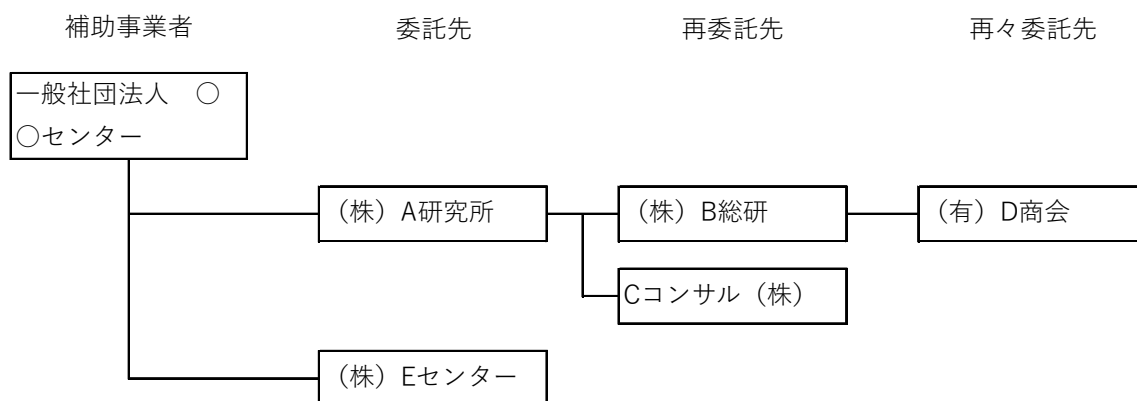 補助事業者 委託先 再委託先 再々委託先
一般社団法人　○
○センター
（株）A研究所 （株）B総研 （有）D商会
Cコンサル（株）
（株）Eセンター